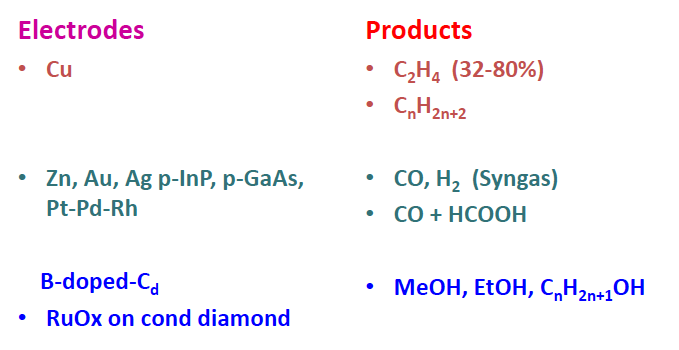 Electrodes
• Cu
• Zn, Au, Ag p-InP, p-GaAs,
Pt-Pd-Rh
B-doped-C_d
• RuOx on cond diamond
Products
• C₂H₄ (32-80%)
• CₙH₂ₙ₊₂
• CO, H₂ (Syngas)
• CO + HCOOH
• MeOH, EtOH, CₙH₂ₙ₊₁OH